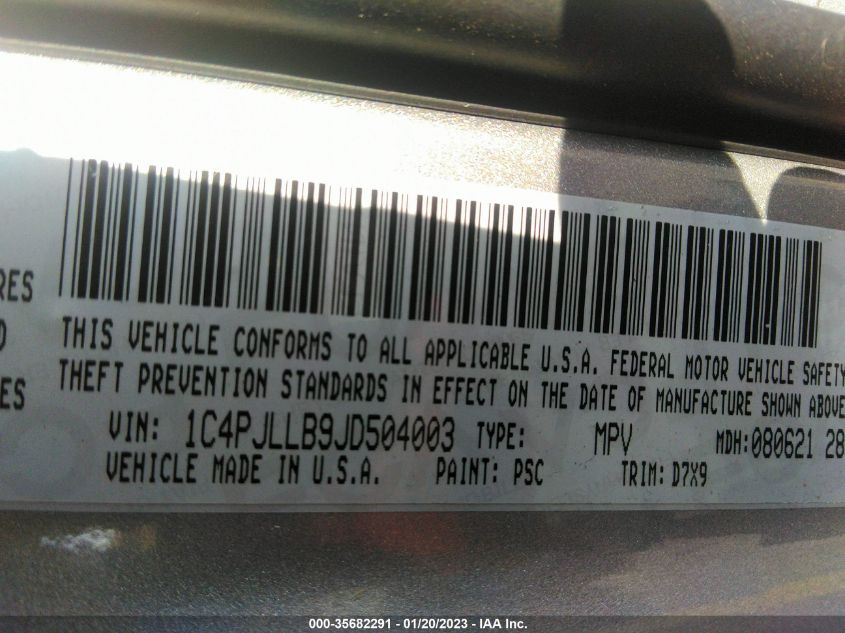 RES
D
ES
THIS VEHICLE CONFORMS TO ALL APPLICABLE U.S.A. FEDERAL MOTOR VEHICLE SAFETY
THEFT PREVENTION STANDARDS IN EFFECT ON THE DATE OF MANUFACTURE SHOWN ABOVE
VIN: 1C4PJLLB9JD504003 TYPE: MPV MDH:080621 28
VEHICLE MADE IN U.S.A. PAINT: PSC TRIM: D7X9
000-35682291 - 01/20/2023 - IAA Inc.